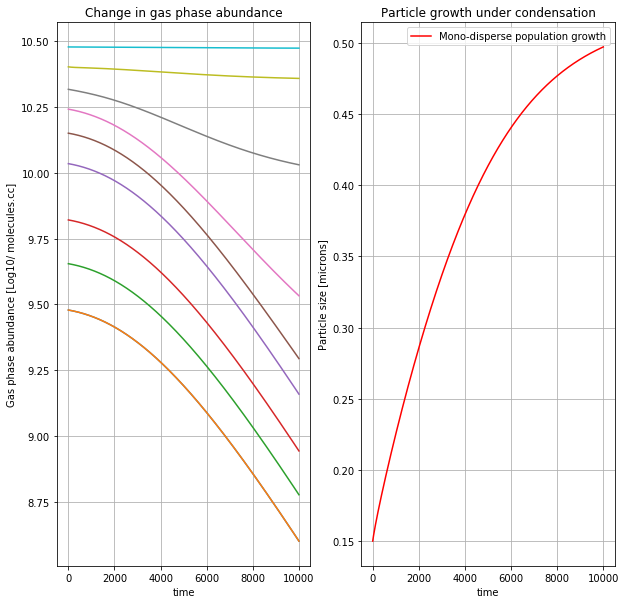 Change in gas phase abundance
Gas phase abundance [Log10/ molecules.cc]
10.50
10.25
10.00
9.75
9.50
9.25
9.00
8.75
0 2000 4000 6000 8000 10000
time
Particle growth under condensation
Mono-disperse population growth
Particle size [microns]
0.50
0.45
0.40
0.35
0.30
0.25
0.20
0.15
0 2000 4000 6000 8000 10000
time